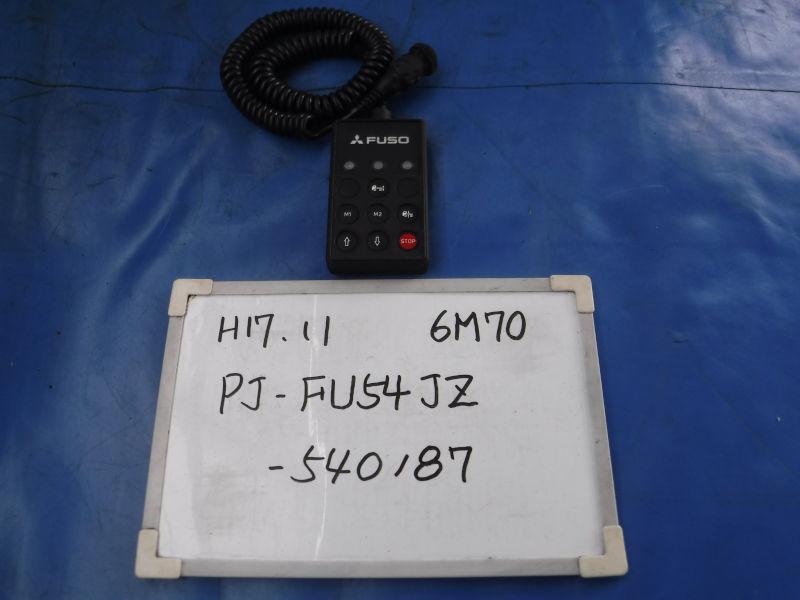 FUSO
M1 M2
STOP
H17.11 6M70
PJ-FU54JZ
-540187